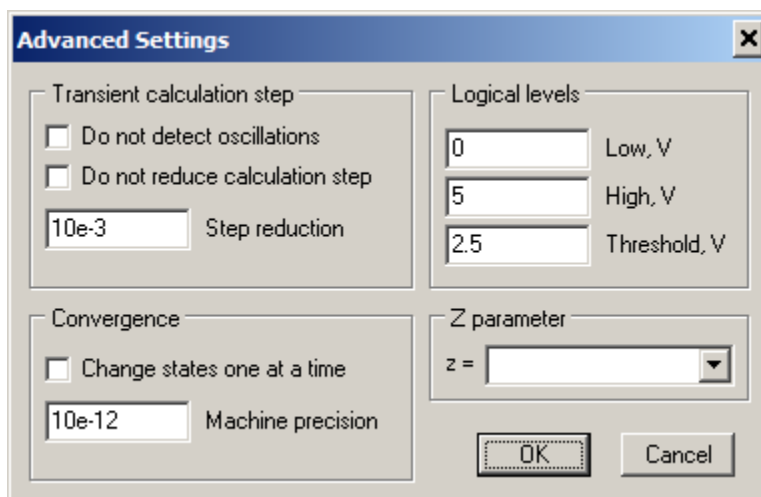 Advanced Settings
Transient calculation step
Do not detect oscillations
Do not reduce calculation step
10e-3 Step reduction
Logical levels
0 Low, V
5 High, V
2.5 Threshold, V
Convergence
Change states one at a time
10e-12 Machine precision
Z parameter
z =
OK Cancel